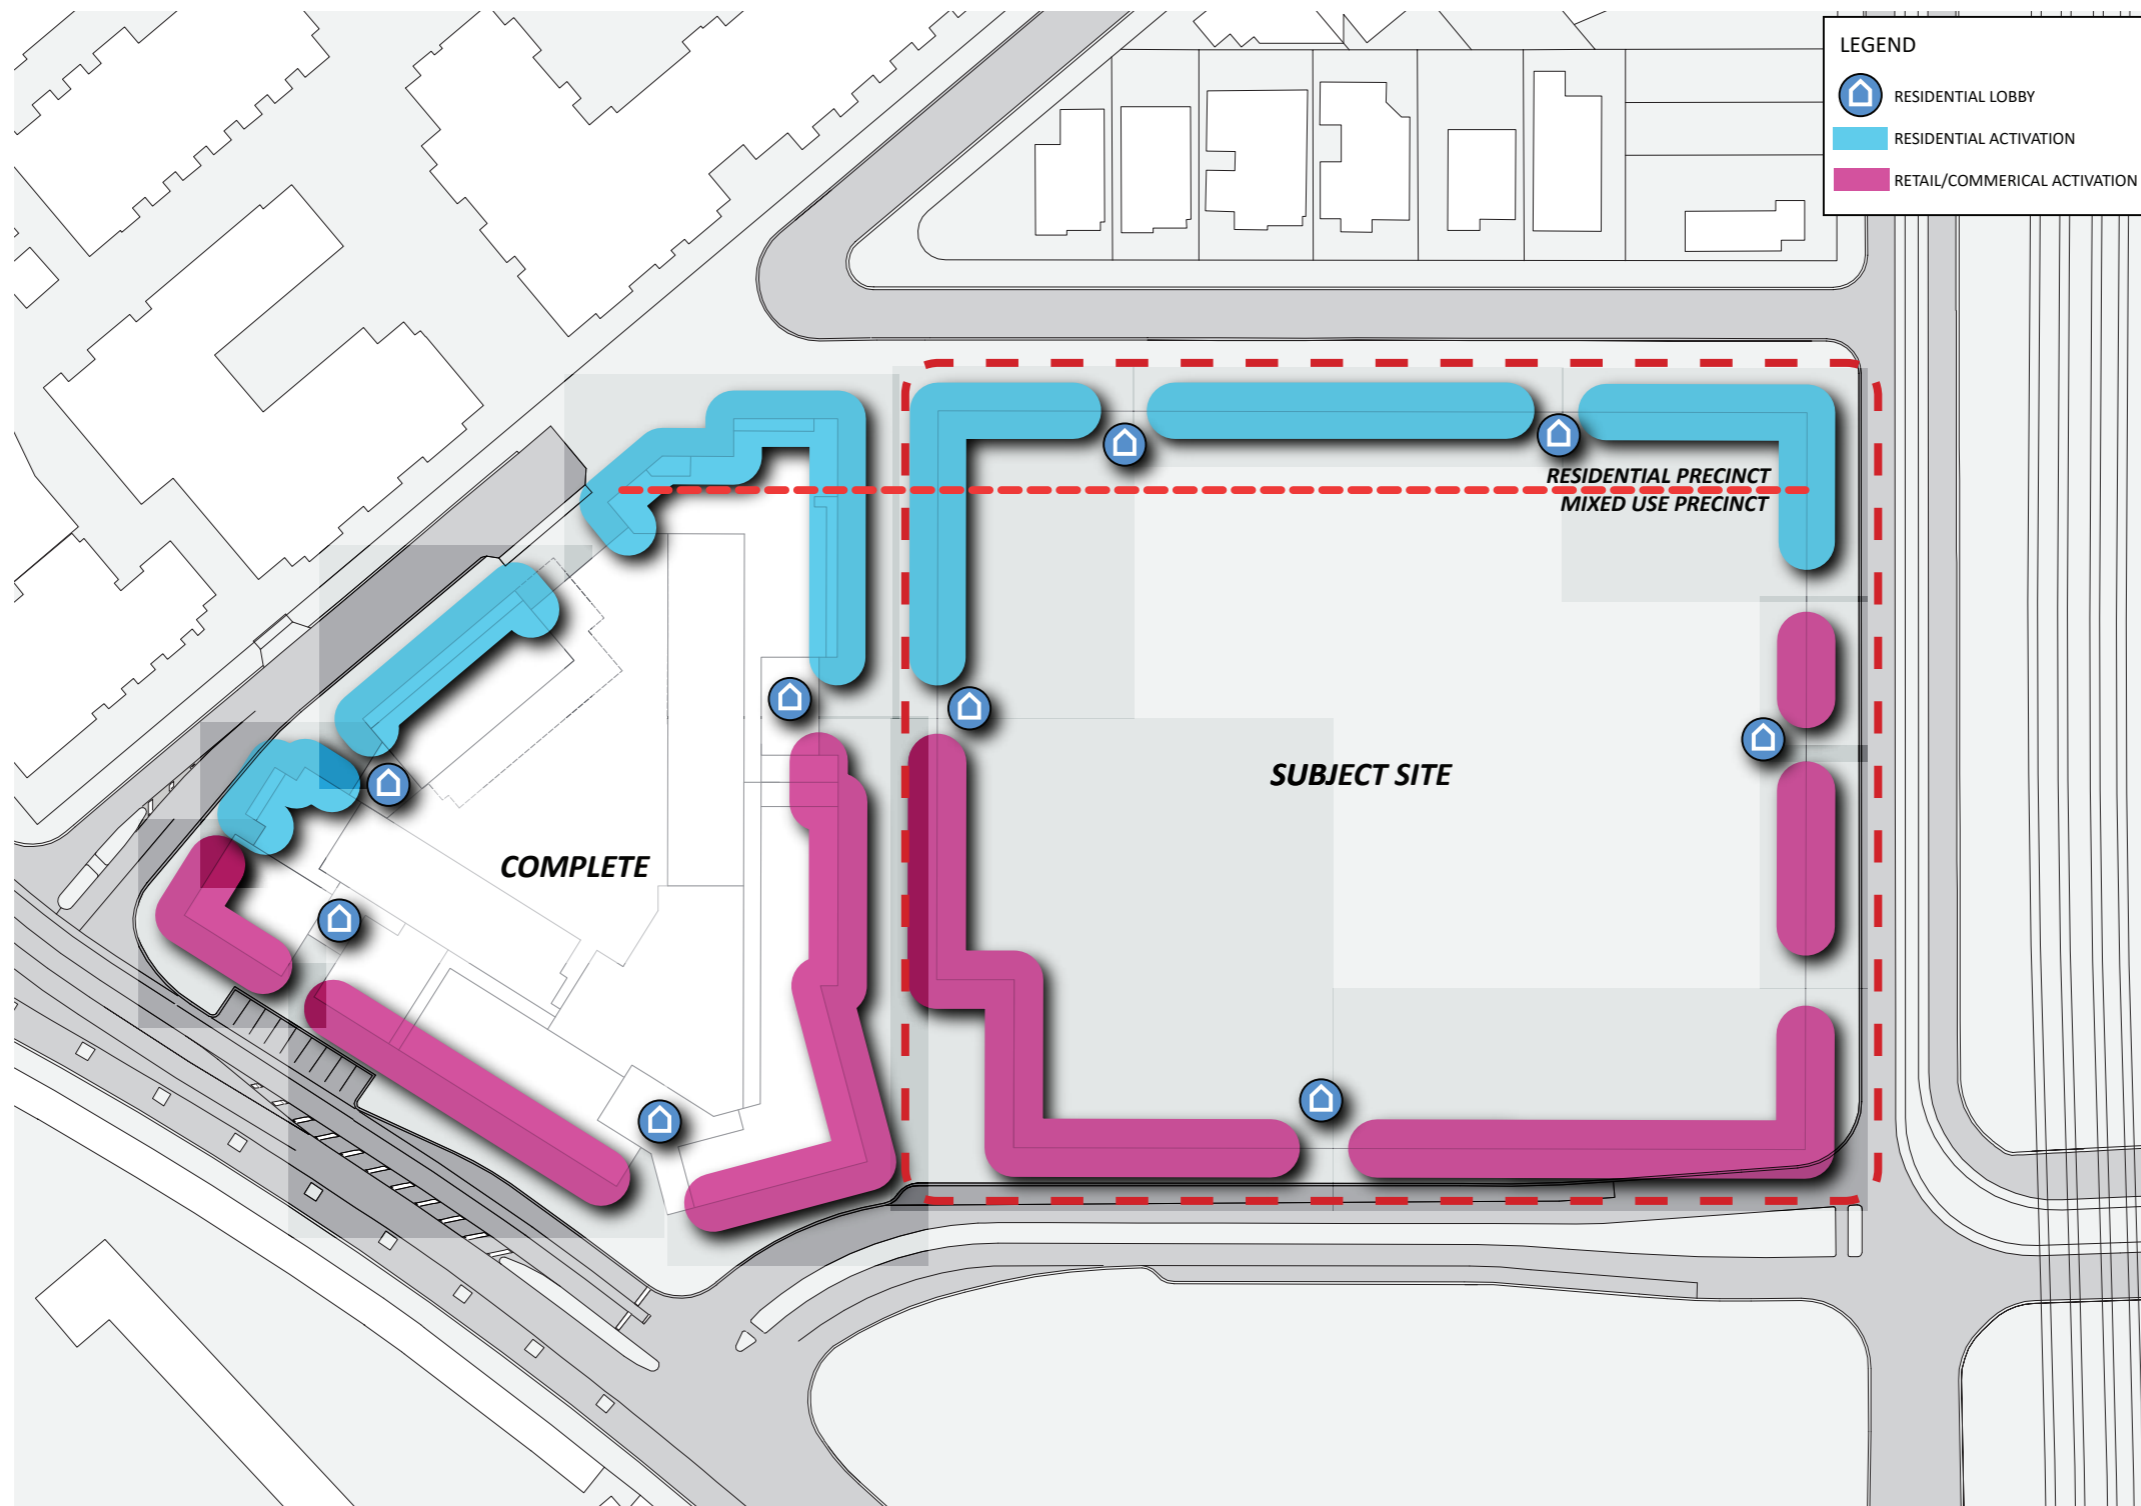 LEGEND
RESIDENTIAL LOBBY
RESIDENTIAL ACTIVATION
RETAIL/COMMERICAL ACTIVATION
RESIDENTIAL PRECINCT
MIXED USE PRECINCT
SUBJECT SITE
COMPLETE